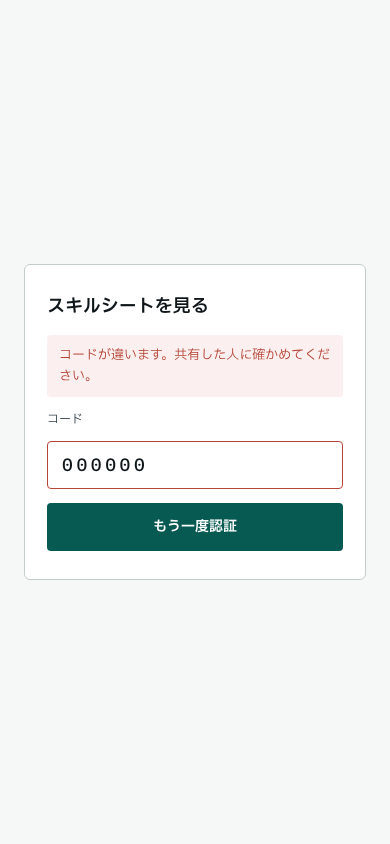 スキルシートを見る
コードが違います。共有した人に確かめてくだ
さい。
コード
000000
もう一度認証